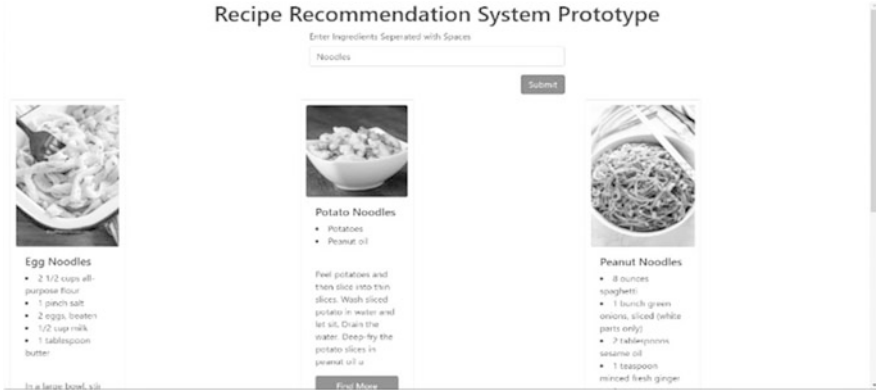 Recipe Recommendation System Prototype
Enter Ingredients Seperated with Spaces
Noodles
Submit
Egg Noodles
• 2 1/2 cups all-
purpose flour
• 1 pinch salt
• 2 eggs, beaten
• 1/2 cup milk
• 1 tablespoon
butter
In a large bowl, stir
Potato Noodles
• Potatoes
• Peanut oil
Peel potatoes and
then slice into thin
slices. Wash sliced
potato in water and
let sit. Drain the
water. Deep-fry the
potato slices in
peanut oil u
Find More
Peanut Noodles
• 8 ounces
spaghetti
• 1 bunch green
onions, sliced (white
parts only)
• 2 tablespoons
sesame oil
• 1 teaspoon
minced fresh ginger